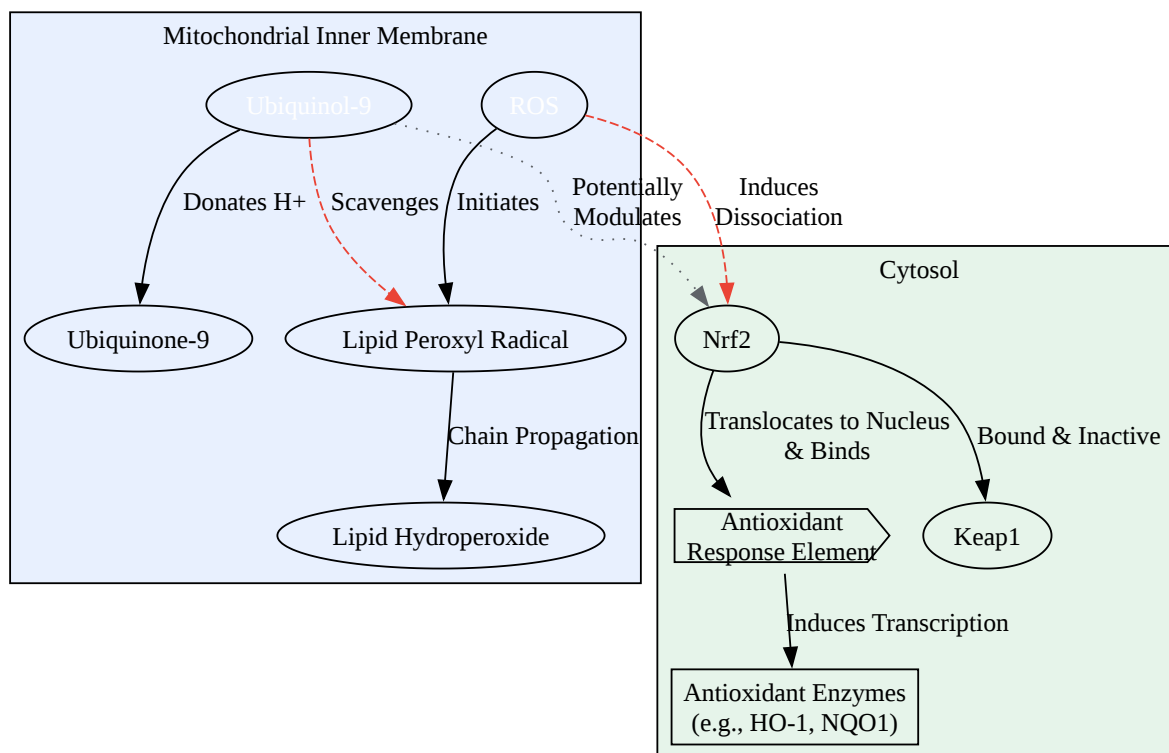 Mitochondrial Inner Membrane
Ubiquinol-9
ROS
Donates H+
Scavenges
Initiates
Potentially
Modulates
Induces
Dissociation
Cytosol
Ubiquinone-9
Lipid Peroxyl Radical
Nrf2
Chain Propagation
Translocates to Nucleus
& Binds
Bound & Inactive
Lipid Hydroperoxide
Antioxidant
Response Element
Keap1
Induces Transcription
Antioxidant Enzymes
(e.g., HO-1, NQO1)